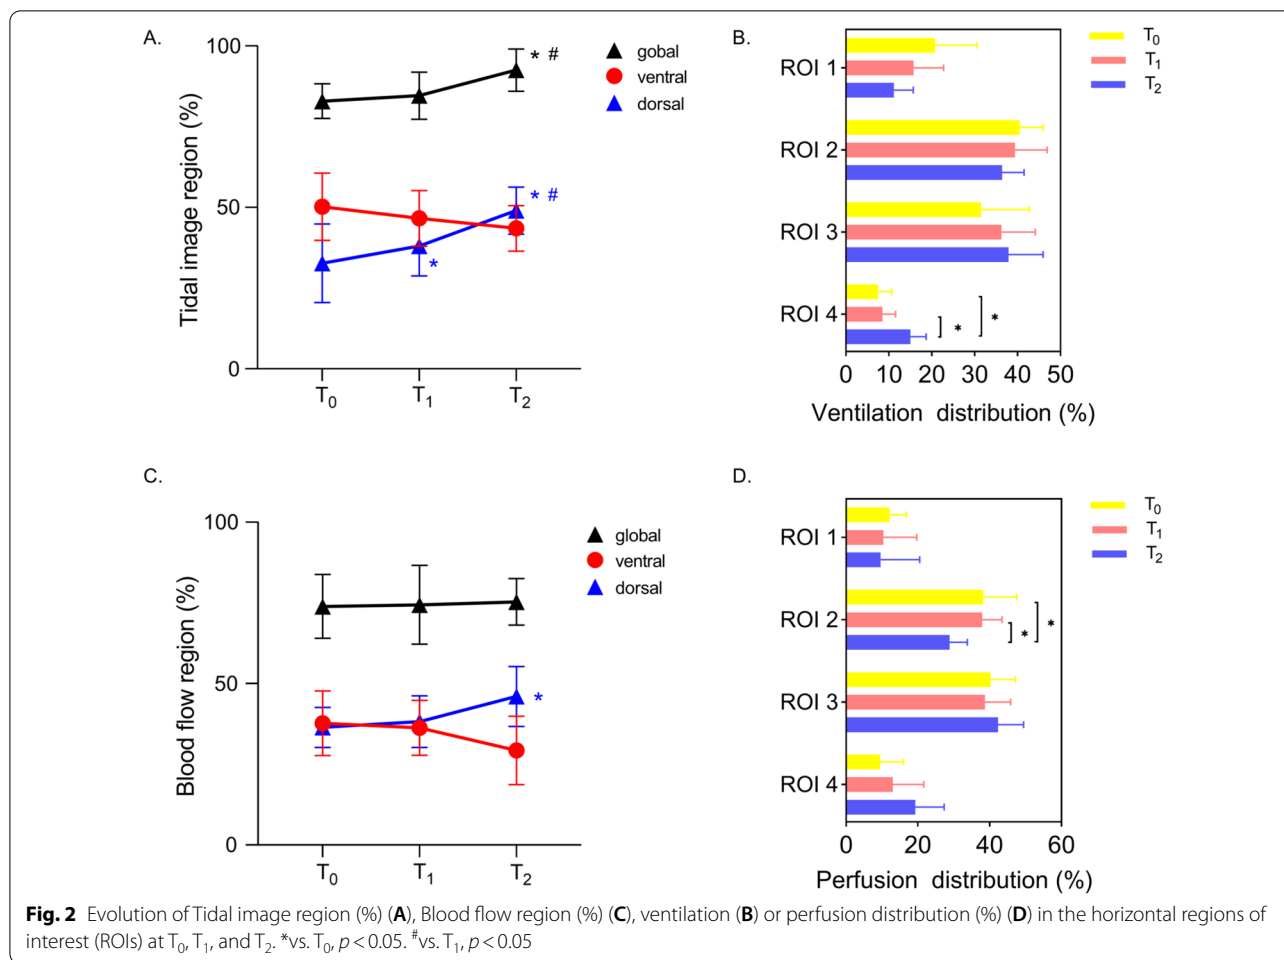 A.
100
50
0
Tidal image region (%)
T0
T1
T2
* #
* #
*
gobal
ventral
dorsal
B.
ROI 1
ROI 2
ROI 3
ROI 4
*
*
0 10 20 30 40 50
Ventilation distribution (%)
T0
T1
T2
C.
100
50
0
Blood flow region (%)
T0
T1
T2
*
global
ventral
dorsal
D.
ROI 1
ROI 2
ROI 3
ROI 4
*
*
0 20 40 60
Perfusion distribution (%)
T0
T1
T2
Fig. 2 Evolution of Tidal image region (%) (A), Blood flow region (%) (C), ventilation (B) or perfusion distribution (%) (D) in the horizontal regions of
interest (ROIs) at T0, T1, and T2. *vs. T0, p < 0.05. #vs. T1, p < 0.05